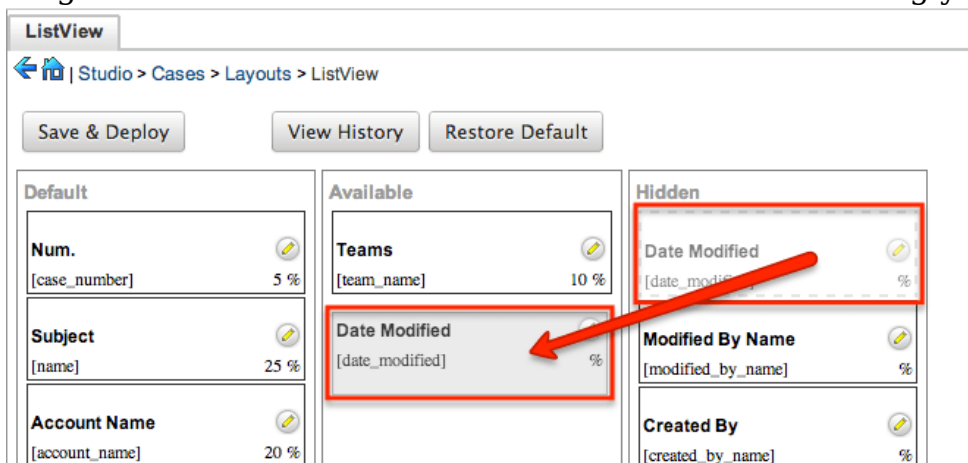 ListView
| Studio > Cases > Layouts > ListView
Save & Deploy
View History
Restore Default
Default
Num.
[case_number] 5 %
Subject
[name] 25 %
Account Name
[account_name] 20 %
Available
Teams
[team_name] 10 %
Date Modified
[date_modified] %
Hidden
Date Modified
[date_modified] %
Modified By Name
[modified_by_name] %
Created By
[created_by_name] %